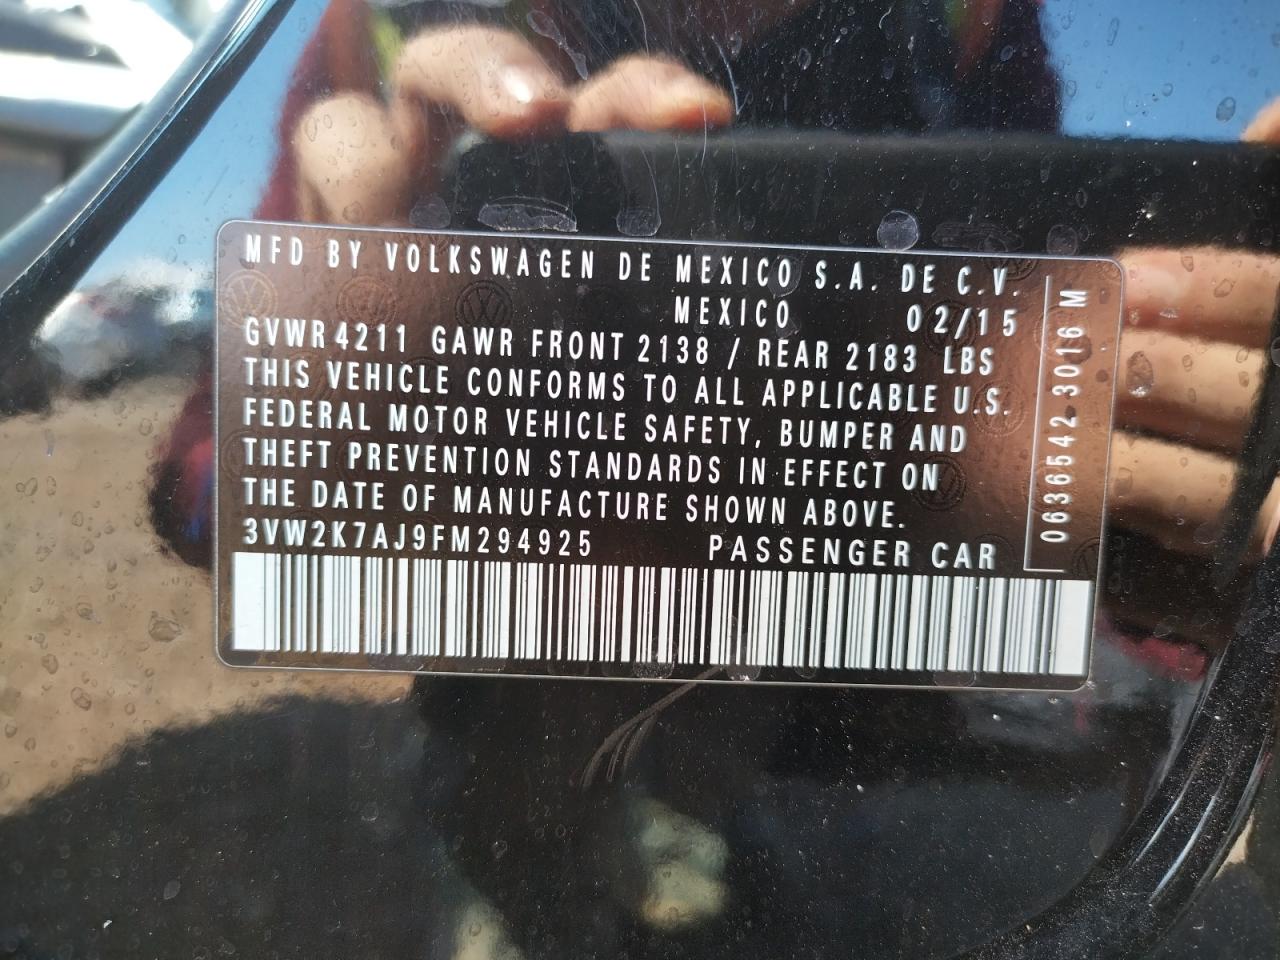 MFD BY VOLKSWAGEN DE MEXICO S.A. DE C.V.
MEXICO 02/15
GVWR 4211 GAWR FRONT 2138 / REAR 2183 LBS
THIS VEHICLE CONFORMS TO ALL APPLICABLE U.S.
FEDERAL MOTOR VEHICLE SAFETY, BUMPER AND
THEFT PREVENTION STANDARDS IN EFFECT ON
THE DATE OF MANUFACTURE SHOWN ABOVE.
3VW2K7AJ9FM294925 PASSENGER CAR
0636542 3016 M